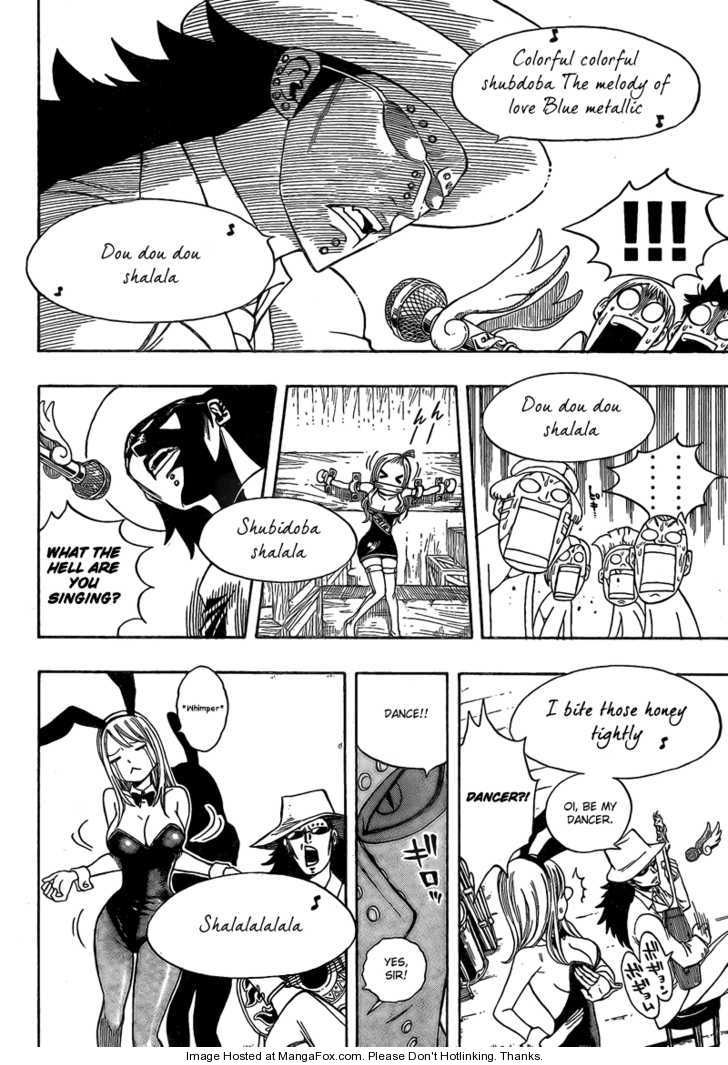 Colorful colorful
shubdoba The melody of
love Blue metallic
!!!
Dou dou dou
shalala
Dou dou dou
shalala
Shubidoba
shalala
WHAT THE
HELL ARE
YOU
SINGING?
I bite those honey
tightly
OI, BE MY
DANCER.
DANCER?!
DANCE!!
ギロ
YES,
SIR!
*Whimper*
Shalalalalala
Image Hosted at MangaFox.com. Please Don't Hotlinking. Thanks.